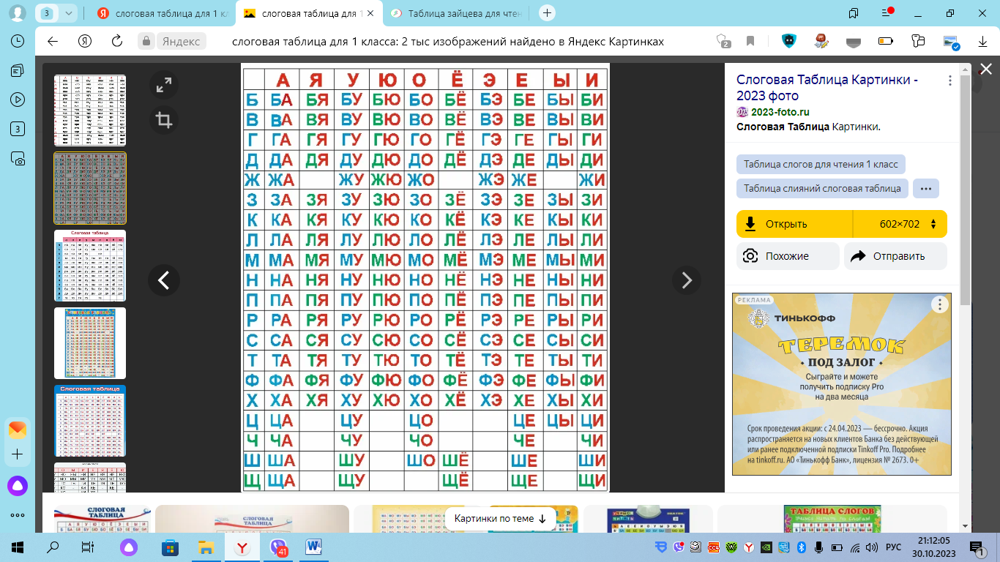 3
слоговая таблица для 1 кл
слоговая таблица для 1
Таблица зайцева для чтен
Яндекс
слоговая таблица для 1 класса: 2 тыс изображений найдено в Яндекс Картинках
2
3
А Я У Ю О Ё Э Е Ы И
Б БА БЯ БУ БЮ БО БЁ БЭ БЕ БЫ БИ
В ВА ВЯ ВУ ВЮ ВО ВЁ ВЭ ВЕ ВЫ ВИ
Г ГА ГЯ ГУ ГЮ ГО ГЁ ГЭ ГЕ ГЫ ГИ
Д ДА ДЯ ДУ ДЮ ДО ДЁ ДЭ ДЕ ДЫ ДИ
Ж ЖА ЖУ ЖЮ ЖО ЖЭ ЖЕ ЖИ
З ЗА ЗЯ ЗУ ЗЮ ЗО ЗЁ ЗЭ ЗЕ ЗЫ ЗИ
К КА КЯ КУ КЮ КО КЁ КЭ КЕ КЫ КИ
Л ЛА ЛЯ ЛУ ЛЮ ЛО ЛЁ ЛЭ ЛЕ ЛЫ ЛИ
М МА МЯ МУ МЮ МО МЁ МЭ МЕ МЫ МИ
Н НА НЯ НУ НЮ НО НЁ НЭ НЕ НЫ НИ
П ПА ПЯ ПУ ПЮ ПО ПЁ ПЭ ПЕ ПЫ ПИ
Р РА РЯ РУ РЮ РО РЁ РЭ РЕ РЫ РИ
С СА СЯ СУ СЮ СО СЁ СЭ СЕ СЫ СИ
Т ТА ТЯ ТУ ТЮ ТО ТЁ ТЭ ТЕ ТЫ ТИ
Ф ФА ФЯ ФУ ФЮ ФО ФЁ ФЭ ФЕ ФЫ ФИ
Х ХА ХЯ ХУ ХЮ ХО ХЁ ХЭ ХЕ ХЫ ХИ
Ц ЦА ЦУ ЦО ЦЕ ЦЫ ЦИ
Ч ЧА ЧУ ЧО ЧЕ ЧИ
Ш ША ШУ ШО ШЁ ШЕ ШИ
Щ ЩА ЩУ ЩЁ ЩЕ ЩИ
Слоговая Таблица Картинки -
2023 фото
2023-foto.ru
Слоговая Таблица Картинки.
Таблица слогов для чтения 1 класс
Таблица слияний слоговая таблица
Открыть 602×702
Похожие Отправить
РЕКЛАМА
ТИНЬКОФФ
ТЕРЕМОК
• ПОД ЗАЛОГ •
Сыграйте и можете
получить подписку Pro
на два месяца
Срок проведения акции: с 24.04.2023 — бессрочно. Акция
распространяется на новых клиентов Банка без действующей
или ранее подключенной подписки Tinkoff Pro. Подробнее
на tinkoff.ru. АО «Тинькофф Банк», лицензия № 2673. 0+
Слоговая таблица
Слоговая таблица
СЛОГОВАЯ
ТАБЛИЦА
СЛОГОВАЯ ТАБЛИЦА
Картинки по теме
ТАБЛИЦА СЛОГОВ
41
РУС
21:12:05
30.10.2023
1